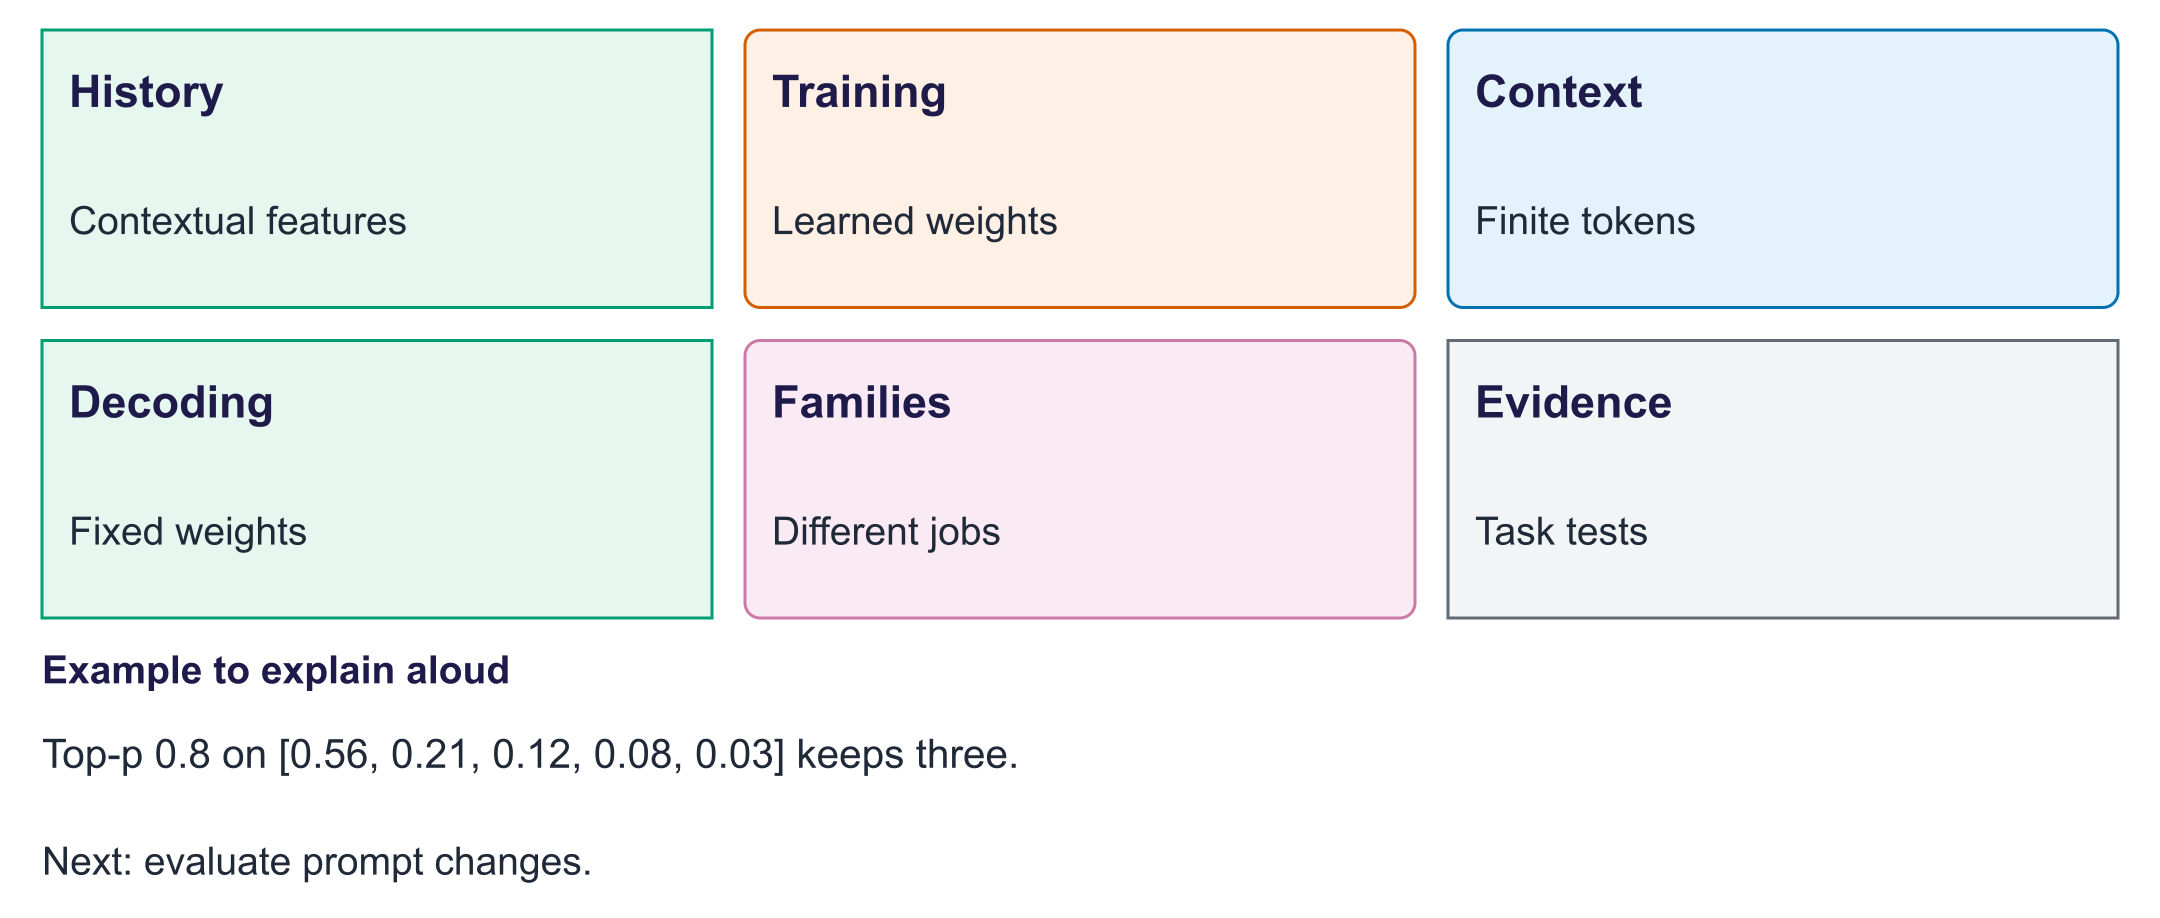 History
Contextual features
Training
Learned weights
Context
Finite tokens
Decoding
Fixed weights
Families
Different jobs
Evidence
Task tests
Example to explain aloud
Top-p 0.8 on [0.56, 0.21, 0.12, 0.08, 0.03] keeps three.
Next: evaluate prompt changes.